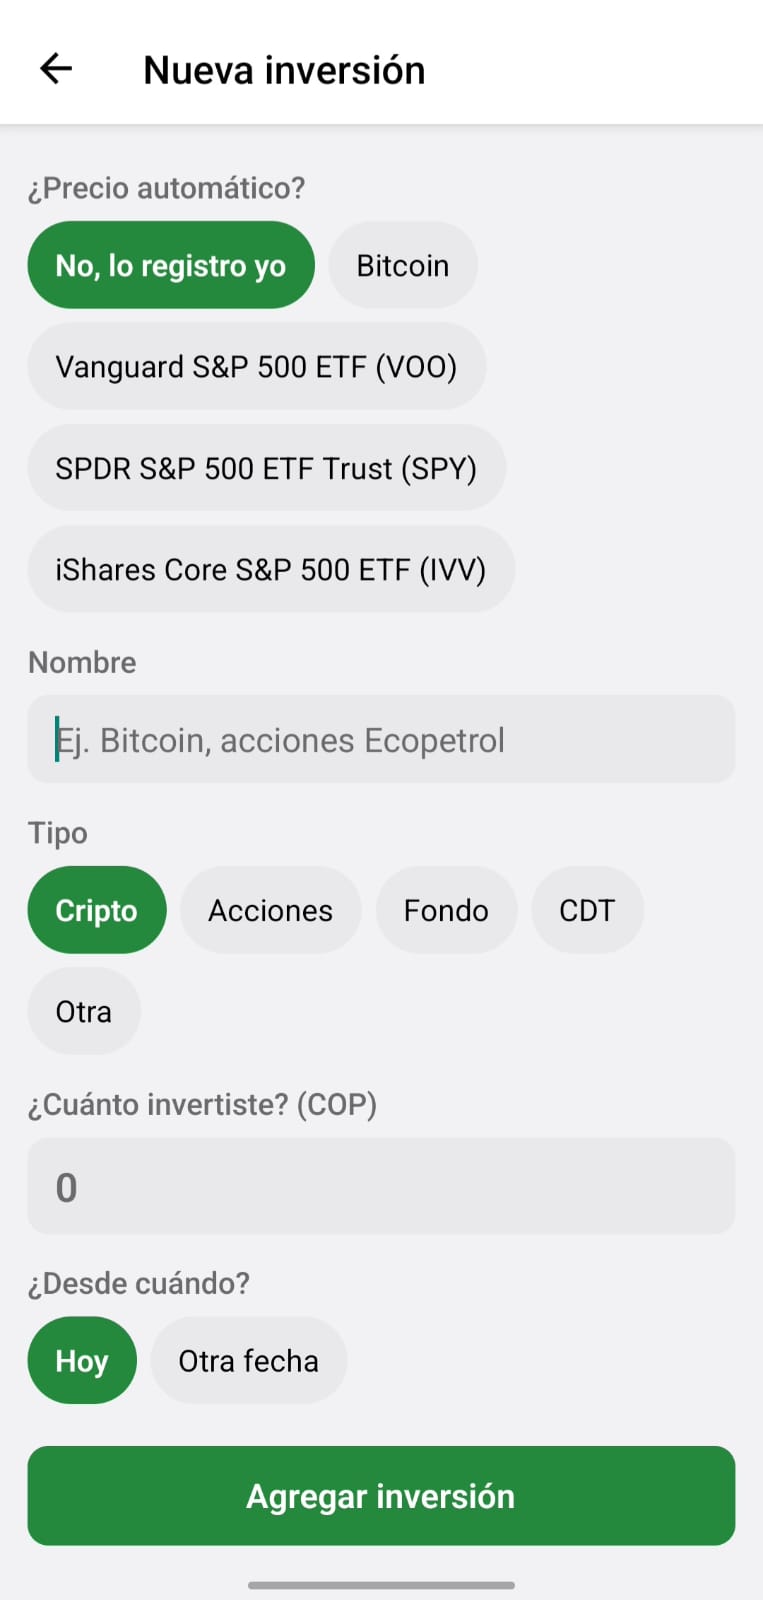 Nueva inversión
¿Precio automático?
No, lo registro yo
Bitcoin
Vanguard S&P 500 ETF (VOO)
SPDR S&P 500 ETF Trust (SPY)
iShares Core S&P 500 ETF (IVV)
Nombre
Ej. Bitcoin, acciones Ecopetrol
Tipo
Cripto
Acciones
Fondo
CDT
Otra
¿Cuánto invertiste? (COP)
0
¿Desde cuándo?
Hoy
Otra fecha
Agregar inversión